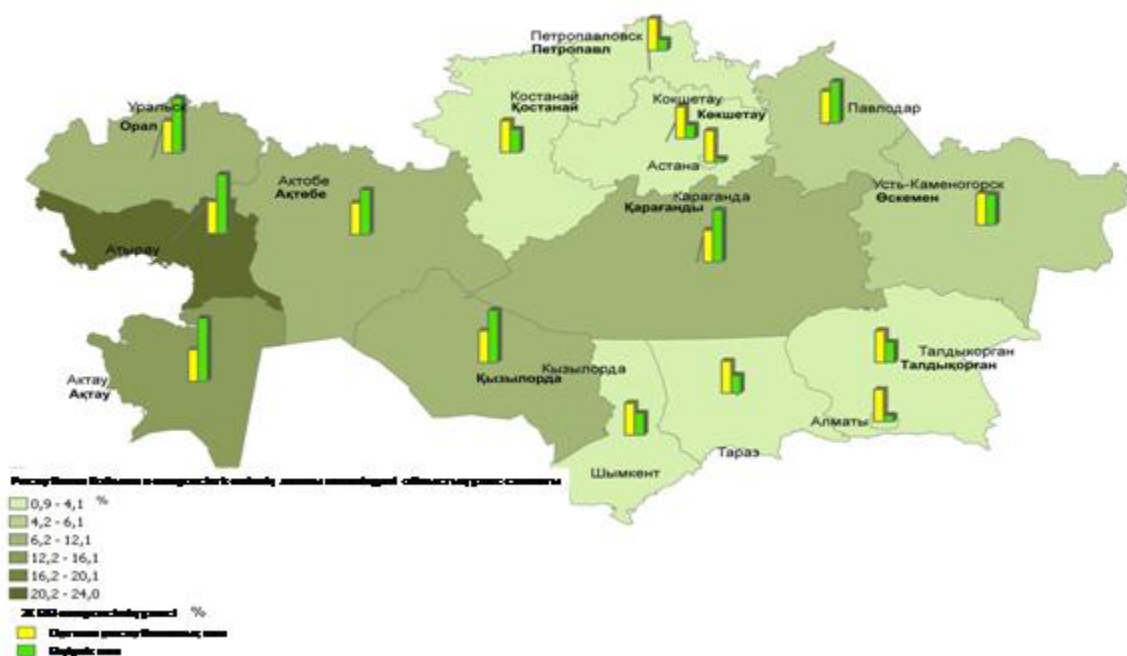 Петропавловск
Петропавл
Костанай
Қостанай
Кокшетау
Көкшетау
Астана
Павлодар
Уральск
Орал
Актобе
Ақтөбе
Караганда
Қарағанды
Усть-Каменогорск
Өскемен
Атырау
Актау
Ақтау
Кызылорда
Қызылорда
Талдыкорган
Талдықорған
Алматы
Тараз
Шымкент
0,9 - 4,1 %
4,2 - 6,1
6,2 - 12,1
12,2 - 16,1
16,2 - 20,1
20,2 - 24,0
%